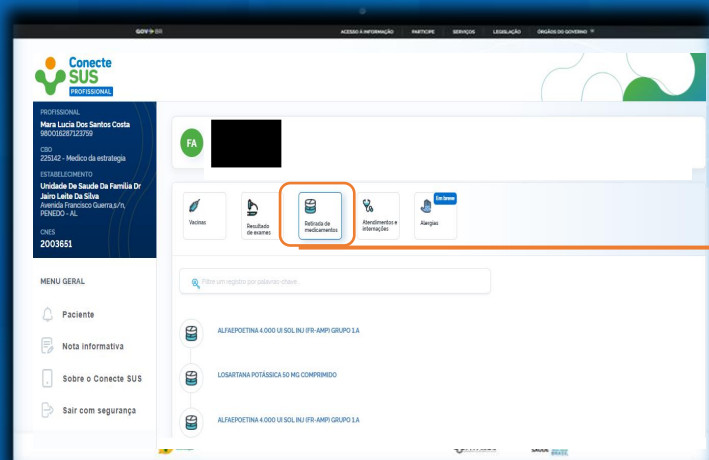 GOV BR
ACESSO À INFORMAÇÃO PARTICIPE SERVIÇOS LEGISLAÇÃO ÓRGÃOS DO GOVERNO
Conecte
SUS
PROFISSIONAL
PROFISSIONAL
Mara Lucia Dos Santos Costa
980016287123759
CBO
225142 - Medico da estrategia
ESTABELECIMENTO
Unidade De Saude Da Familia Dr
Jairo Leite Da Silva
Avenida Francisco Guerra,s/n,
PENEDO - AL
CNES
2003651
MENU GERAL
Paciente
Nota informativa
Sobre o Conecte SUS
Sair com segurança
FA
Vacinas
Resultado
de exames
Retirada de
medicamentos
Atendimentos e
internações
Em breve
Alergias
Filtre um registro por palavras-chave.
ALFAEPOETINA 4.000 UI SOL INJ (FR-AMP) GRUPO 1.A
LOSARTANA POTÁSSICA 50 MG COMPRIMIDO
ALFAEPOETINA 4.000 UI SOL INJ (FR-AMP) GRUPO 1.A